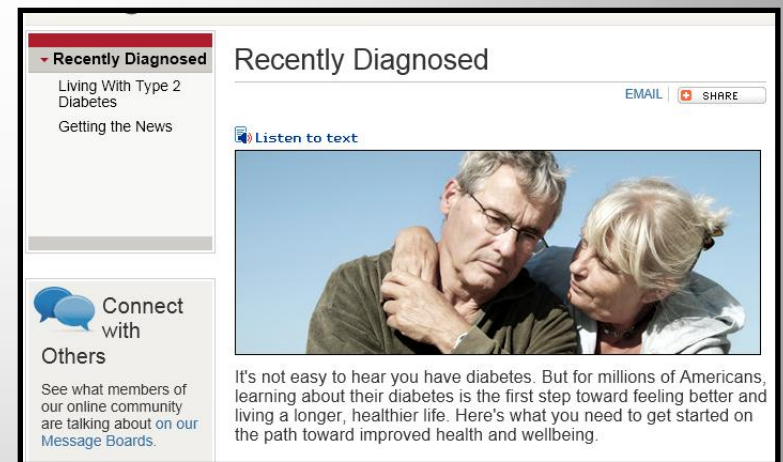 Recently Diagnosed
Living With Type 2
Diabetes
Getting the News
Connect
with
Others
See what members of
our online community
are talking about on our
Message Boards.
Recently Diagnosed
EMAIL
SHARE
Listen to text
It's not easy to hear you have diabetes. But for millions of Americans,
learning about their diabetes is the first step toward feeling better and
living a longer, healthier life. Here's what you need to get started on
the path toward improved health and wellbeing.